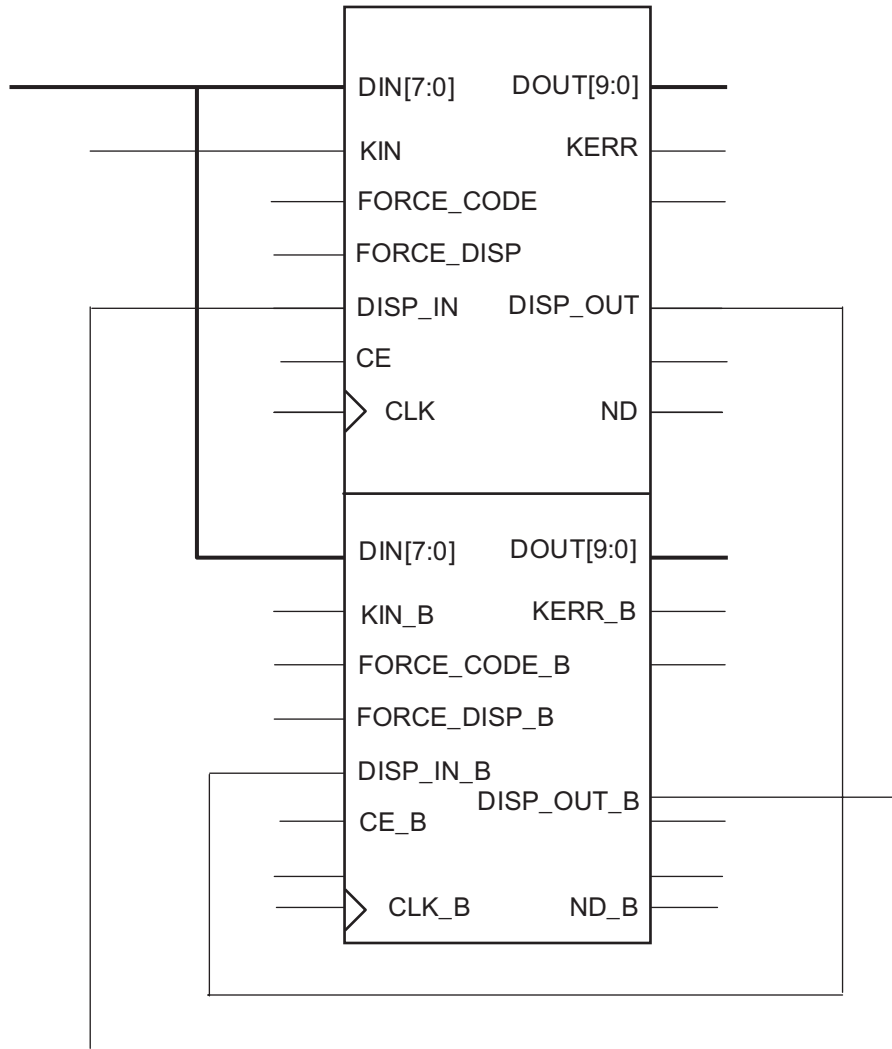 DIN[7:0] DOUT[9:0]
KIN KERR
FORCE_CODE
FORCE_DISP
DISP_IN DISP_OUT
CE
CLK ND
DIN[7:0] DOUT[9:0]
KIN_B KERR_B
FORCE_CODE_B
FORCE_DISP_B
DISP_IN_B
DISP_OUT_B
CE_B
CLK_B ND_B